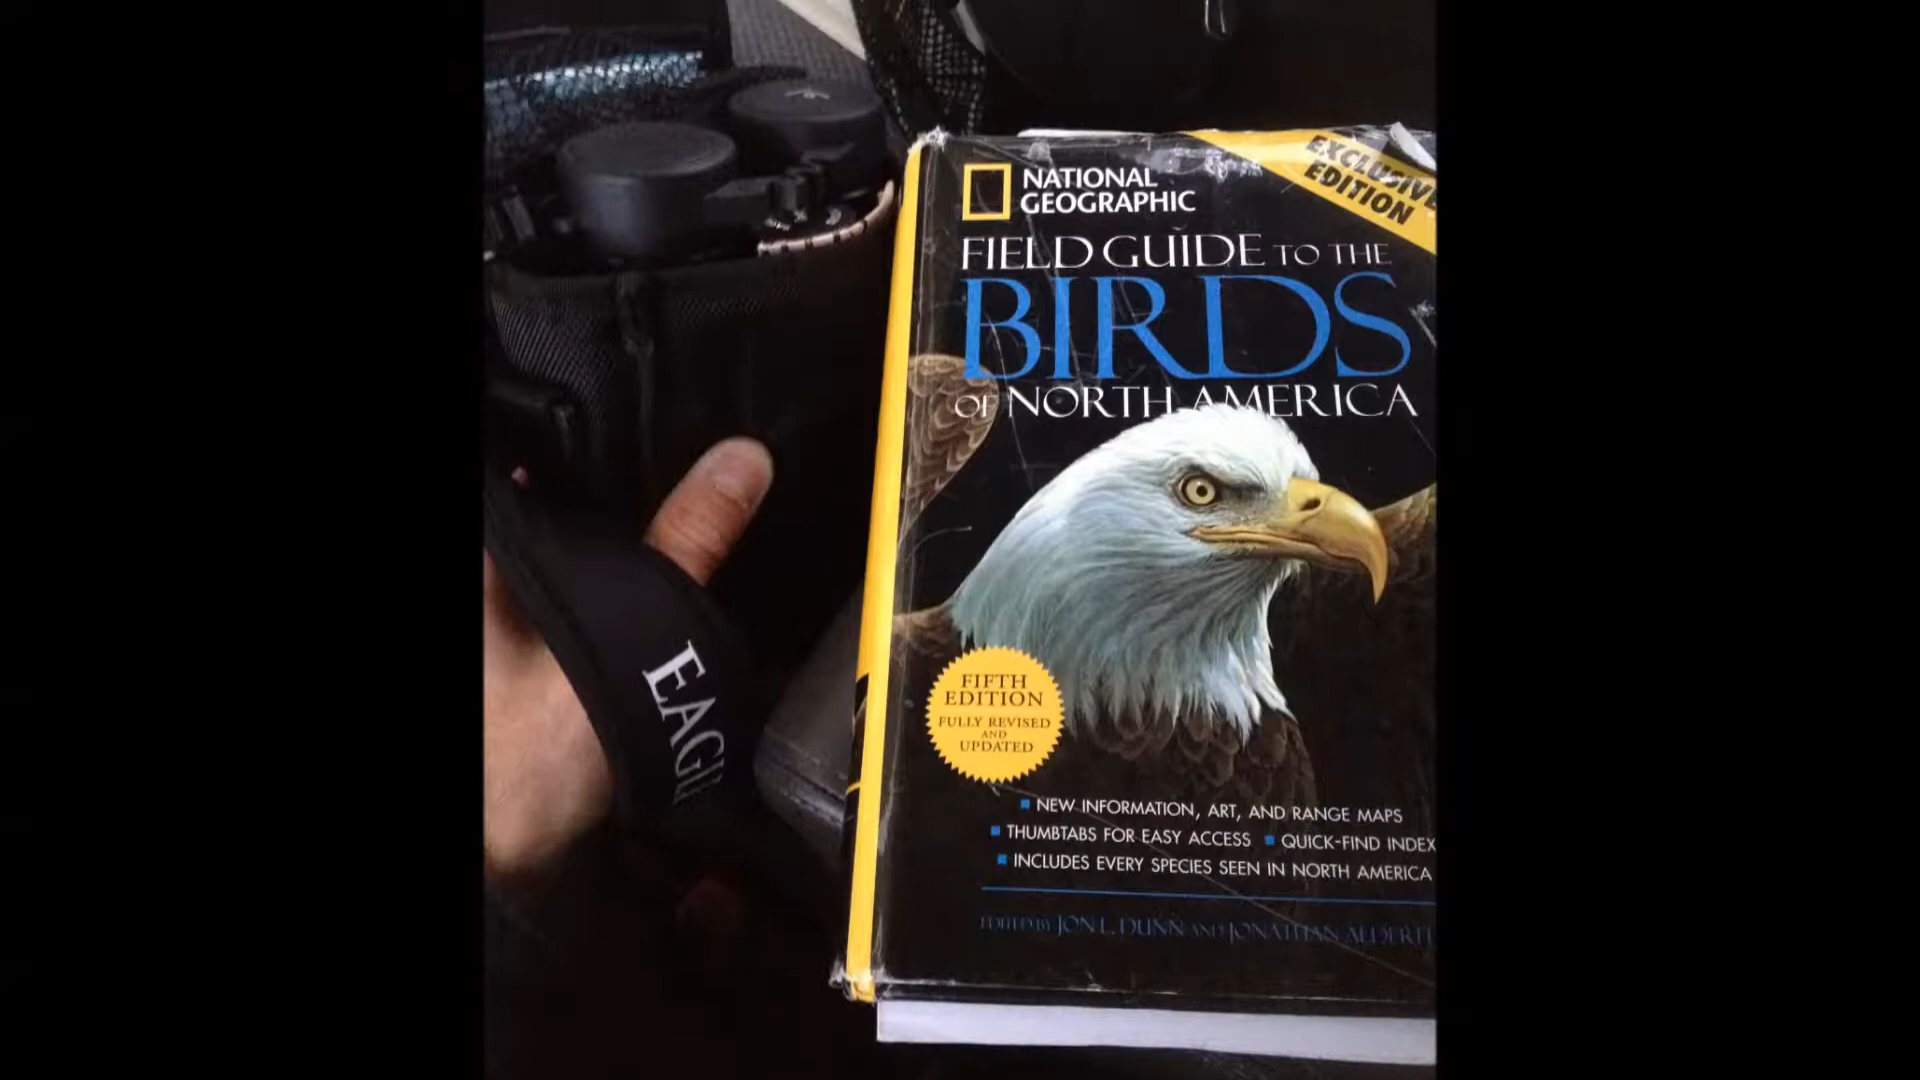 EXCLUSIVE
EDITION
NATIONAL
GEOGRAPHIC
FIELD GUIDE TO THE
BIRDS
OF NORTH AMERICA
EAGL
FIFTH
EDITION
FULLY REVISED
AND
UPDATED
NEW INFORMATION, ART, AND RANGE MAPS
THUMBTABS FOR EASY ACCESS ▪ QUICK-FIND INDEX
INCLUDES EVERY SPECIES SEEN IN NORTH AMERICA
EDITED BY JON L. DUNN AND JONATHAN